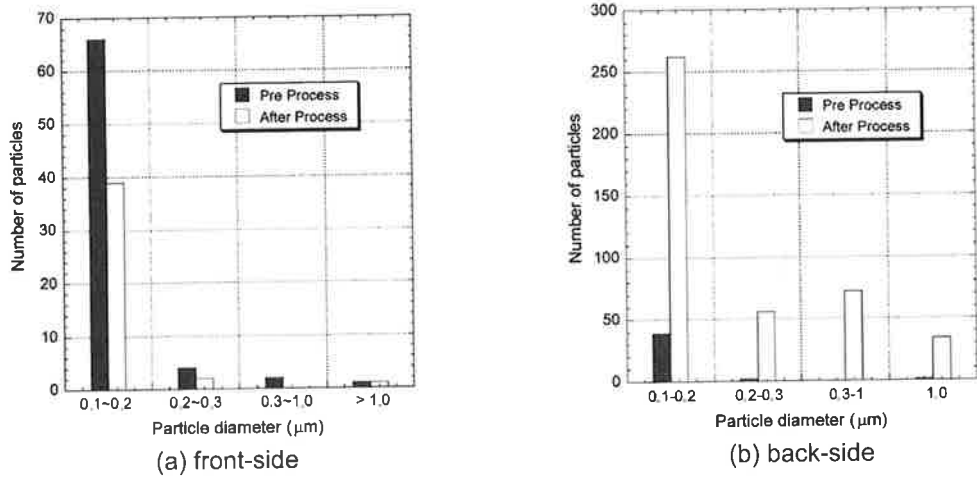 70
60
50
40
30
20
10
0
Number of particles
Pre Process
After Process
0,1~0,2
0,2~0,3
0.3~1,0
> 1,0
Particle diameter (μm)
(a) front-side
300
250
200
150
100
50
0
Number of particles
Pre Process
After Process
0,1-0,2
0,2-0,3
0,3-1
1,0
Particle diameter (μm)
(b) back-side